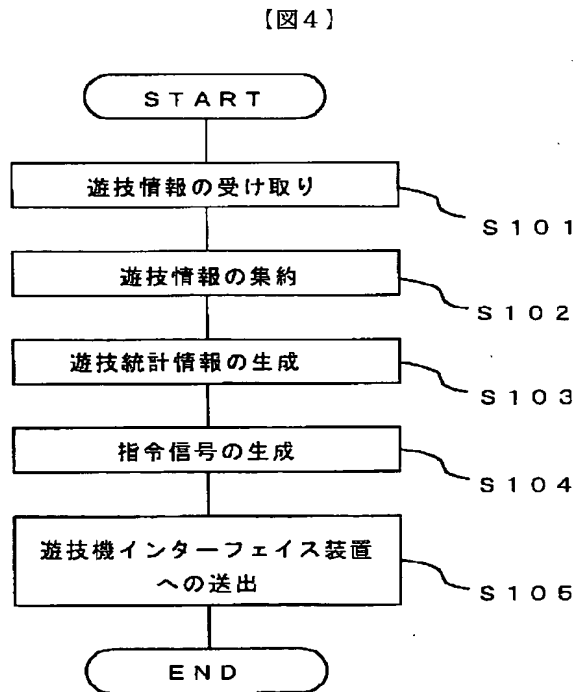 【図4】
START
遊技情報の受け取り
S101
遊技情報の集約
S102
遊技統計情報の生成
S103
指令信号の生成
S104
遊技機インターフェイス装置
への送出
S105
END